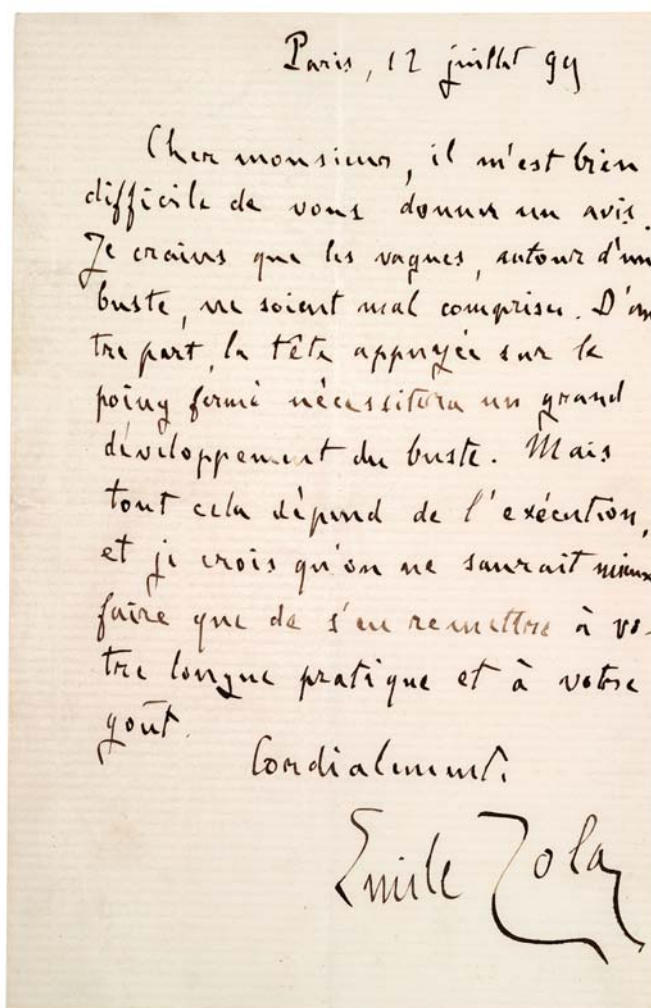 Paris, 12 juillet 99
Cher monsieur, il m'est bien
difficile de vous donner un avis.
Je crains que les vagues, autour d'un
buste, ne soient mal comprises. D'au
tre part, la tête appuyée sur le
poing fermé nécessitera un grand
développement du buste. Mais
tout cela dépend de l'exécution,
et je crois qu'on ne saurait mieux
faire que de s'en remettre à vo-
tre longue pratique et à votre
goût.
Cordialement.
Emile Zola